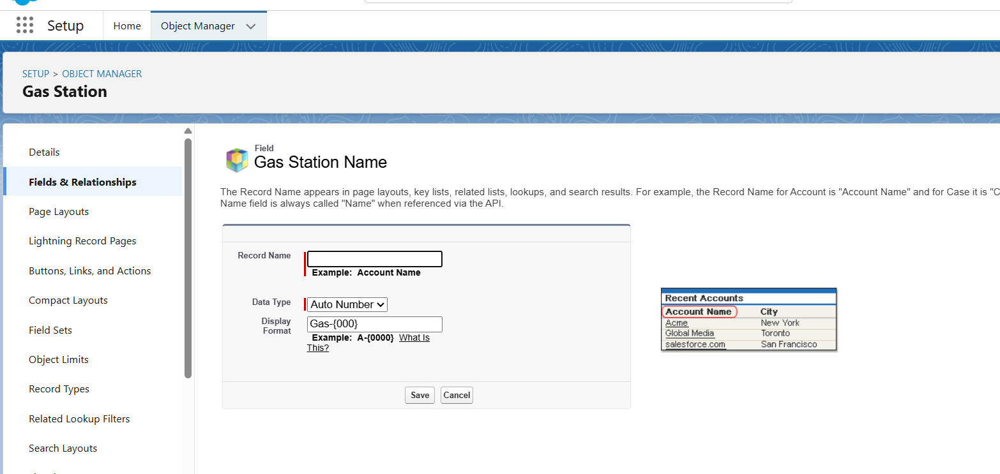 Setup
Home
Object Manager
SETUP > OBJECT MANAGER
Gas Station
Details
Fields & Relationships
Page Layouts
Lightning Record Pages
Buttons, Links, and Actions
Compact Layouts
Field Sets
Object Limits
Record Types
Related Lookup Filters
Search Layouts
Field
Gas Station Name
The Record Name appears in page layouts, key lists, related lists, lookups, and search results. For example, the Record Name for Account is "Account Name" and for Case it is "C
Name field is always called "Name" when referenced via the API.
Record Name
Example: Account Name
Data Type
Auto Number
Display
Format
Gas-{000}
Example: A-{0000} What Is
This?
Save
Cancel
Recent Accounts
Account Name City
Acme New York
Global Media Toronto
salesforce.com San Francisco